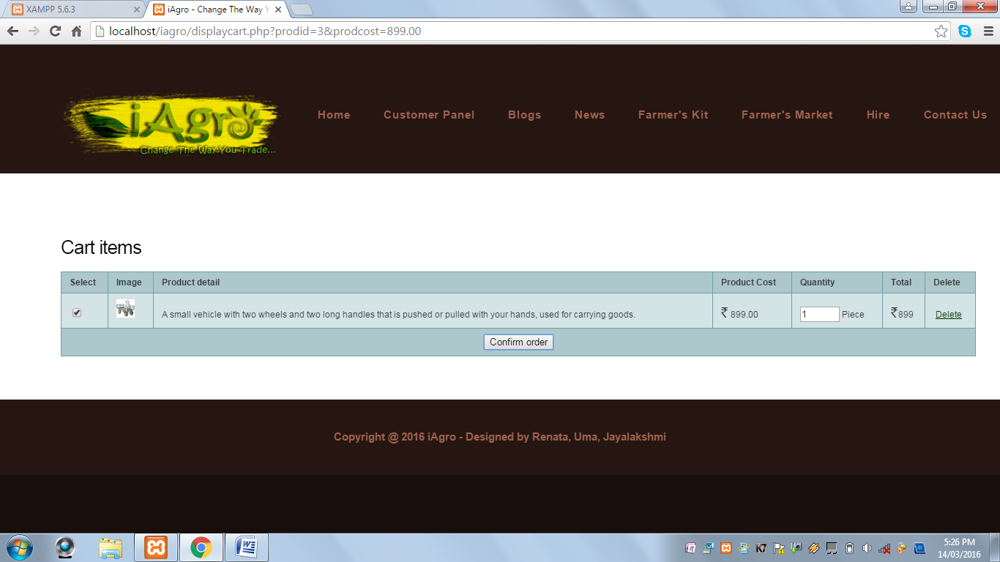 XAMPP 5.6.3
iAgro - Change The Way Y
localhost/iagro/displaycart.php?prodid=3&prodcost=899.00
iAgro
Change The Way You Trade...
Home Customer Panel Blogs News Farmer's Kit Farmer's Market Hire Contact Us
Cart items
Select Image Product detail Product Cost Quantity Total Delete
A small vehicle with two wheels and two long handles that is pushed or pulled with your hands, used for carrying goods. ₹ 899.00 1 Piece ₹899 Delete
Confirm order
Copyright @ 2016 iAgro - Designed by Renata, Uma, Jayalakshmi
5:26 PM
14/03/2016